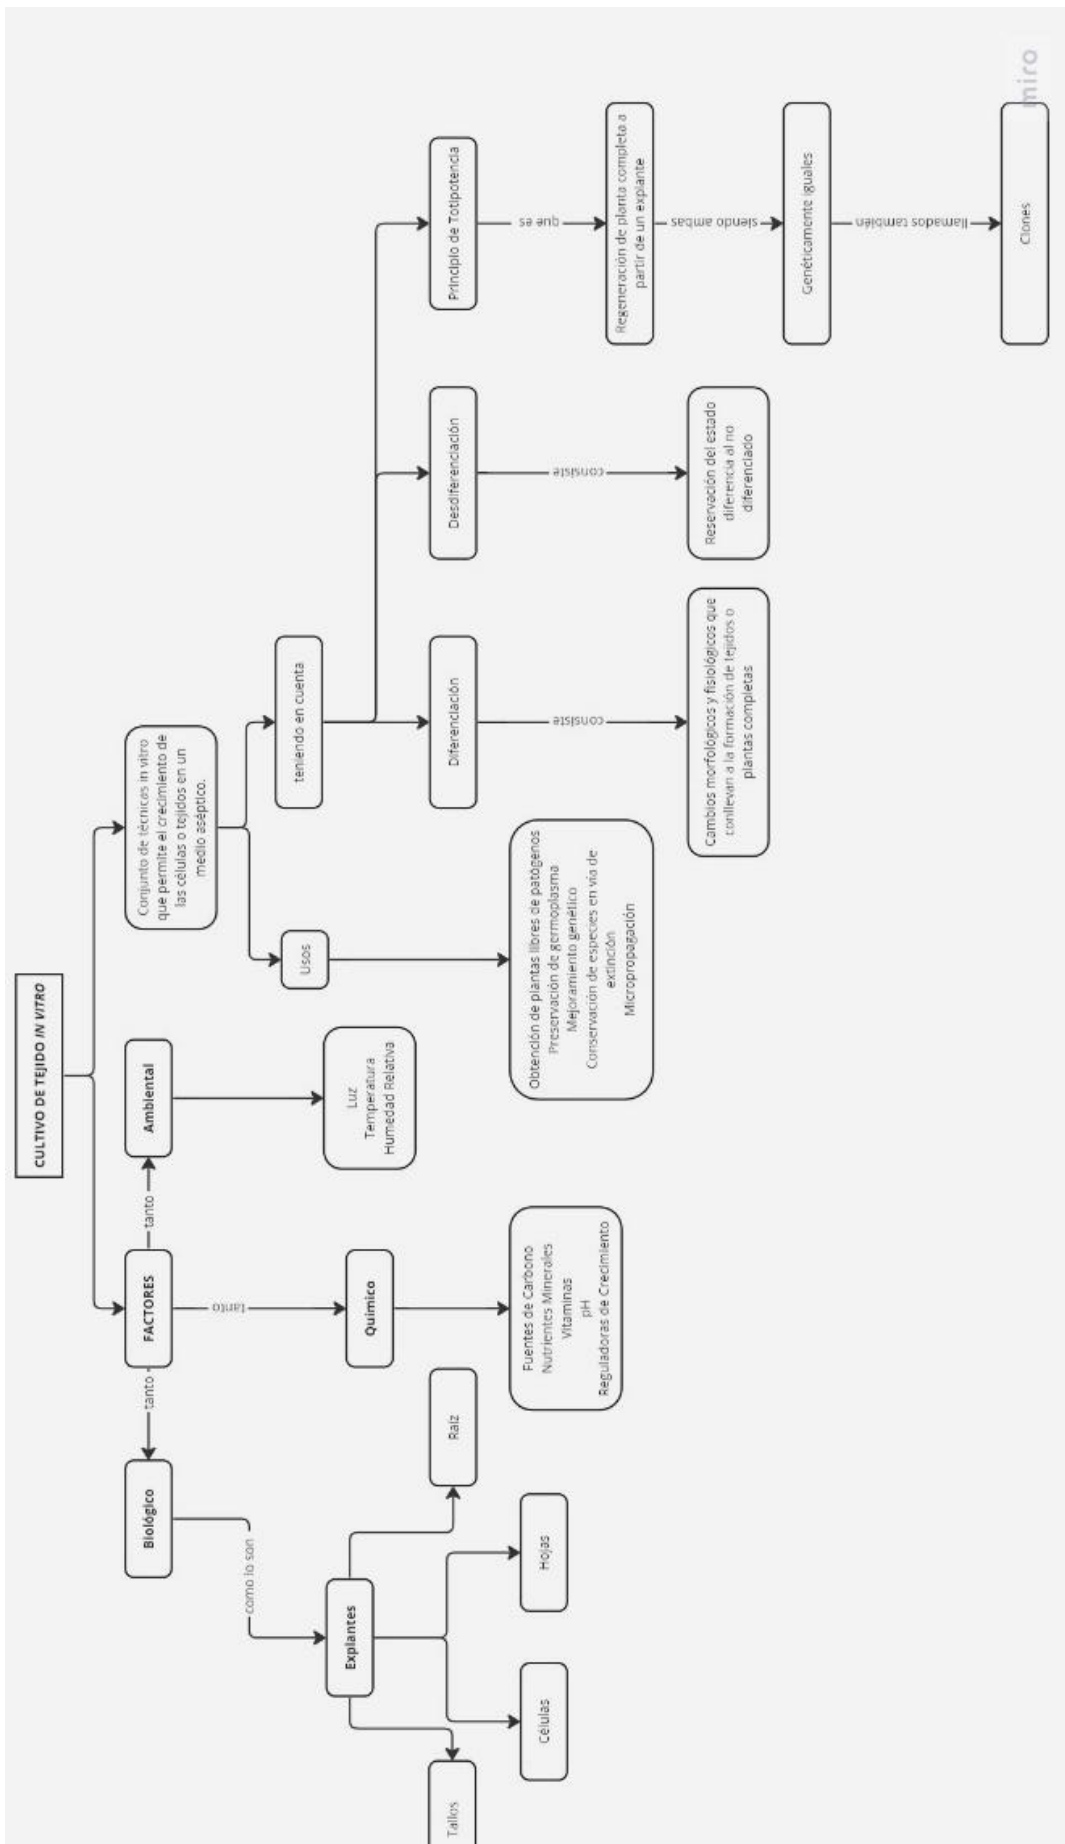 CULTIVO DE TEJIDO IN VITRO
FACTORES
tanto
Biológico
como lo son
Explantes
Tallos
Células
Hojas
Raíz
tanto
Químico
Fuentes de Carbono
Nutrientes Minerales
Vitaminas
pH
Reguladoras de Crecimiento
tanto
Ambiental
Luz
Temperatura
Humedad Relativa
Conjunto de técnicas in vitro
que permite el crecimiento de
las células o tejidos en un
medio aséptico.
Usos
Obtención de plantas libres de patógenos
Preservación de germoplasma
Mejoramiento genético
Conservación de especies en vía de
extinción
Micropropagación
teniendo en cuenta
Diferenciación
consiste
Cambios morfológicos y fisiológicos que
conllevan a la formación de tejidos o
plantas completas
Desdiferenciación
consiste
Reservación del estado
diferencia al no
diferenciado
Principio de Totipotencia
que es
Regeneración de planta completa a
partir de un explante
siendo ambas
Genéticamente iguales
llamados también
Clones
miro